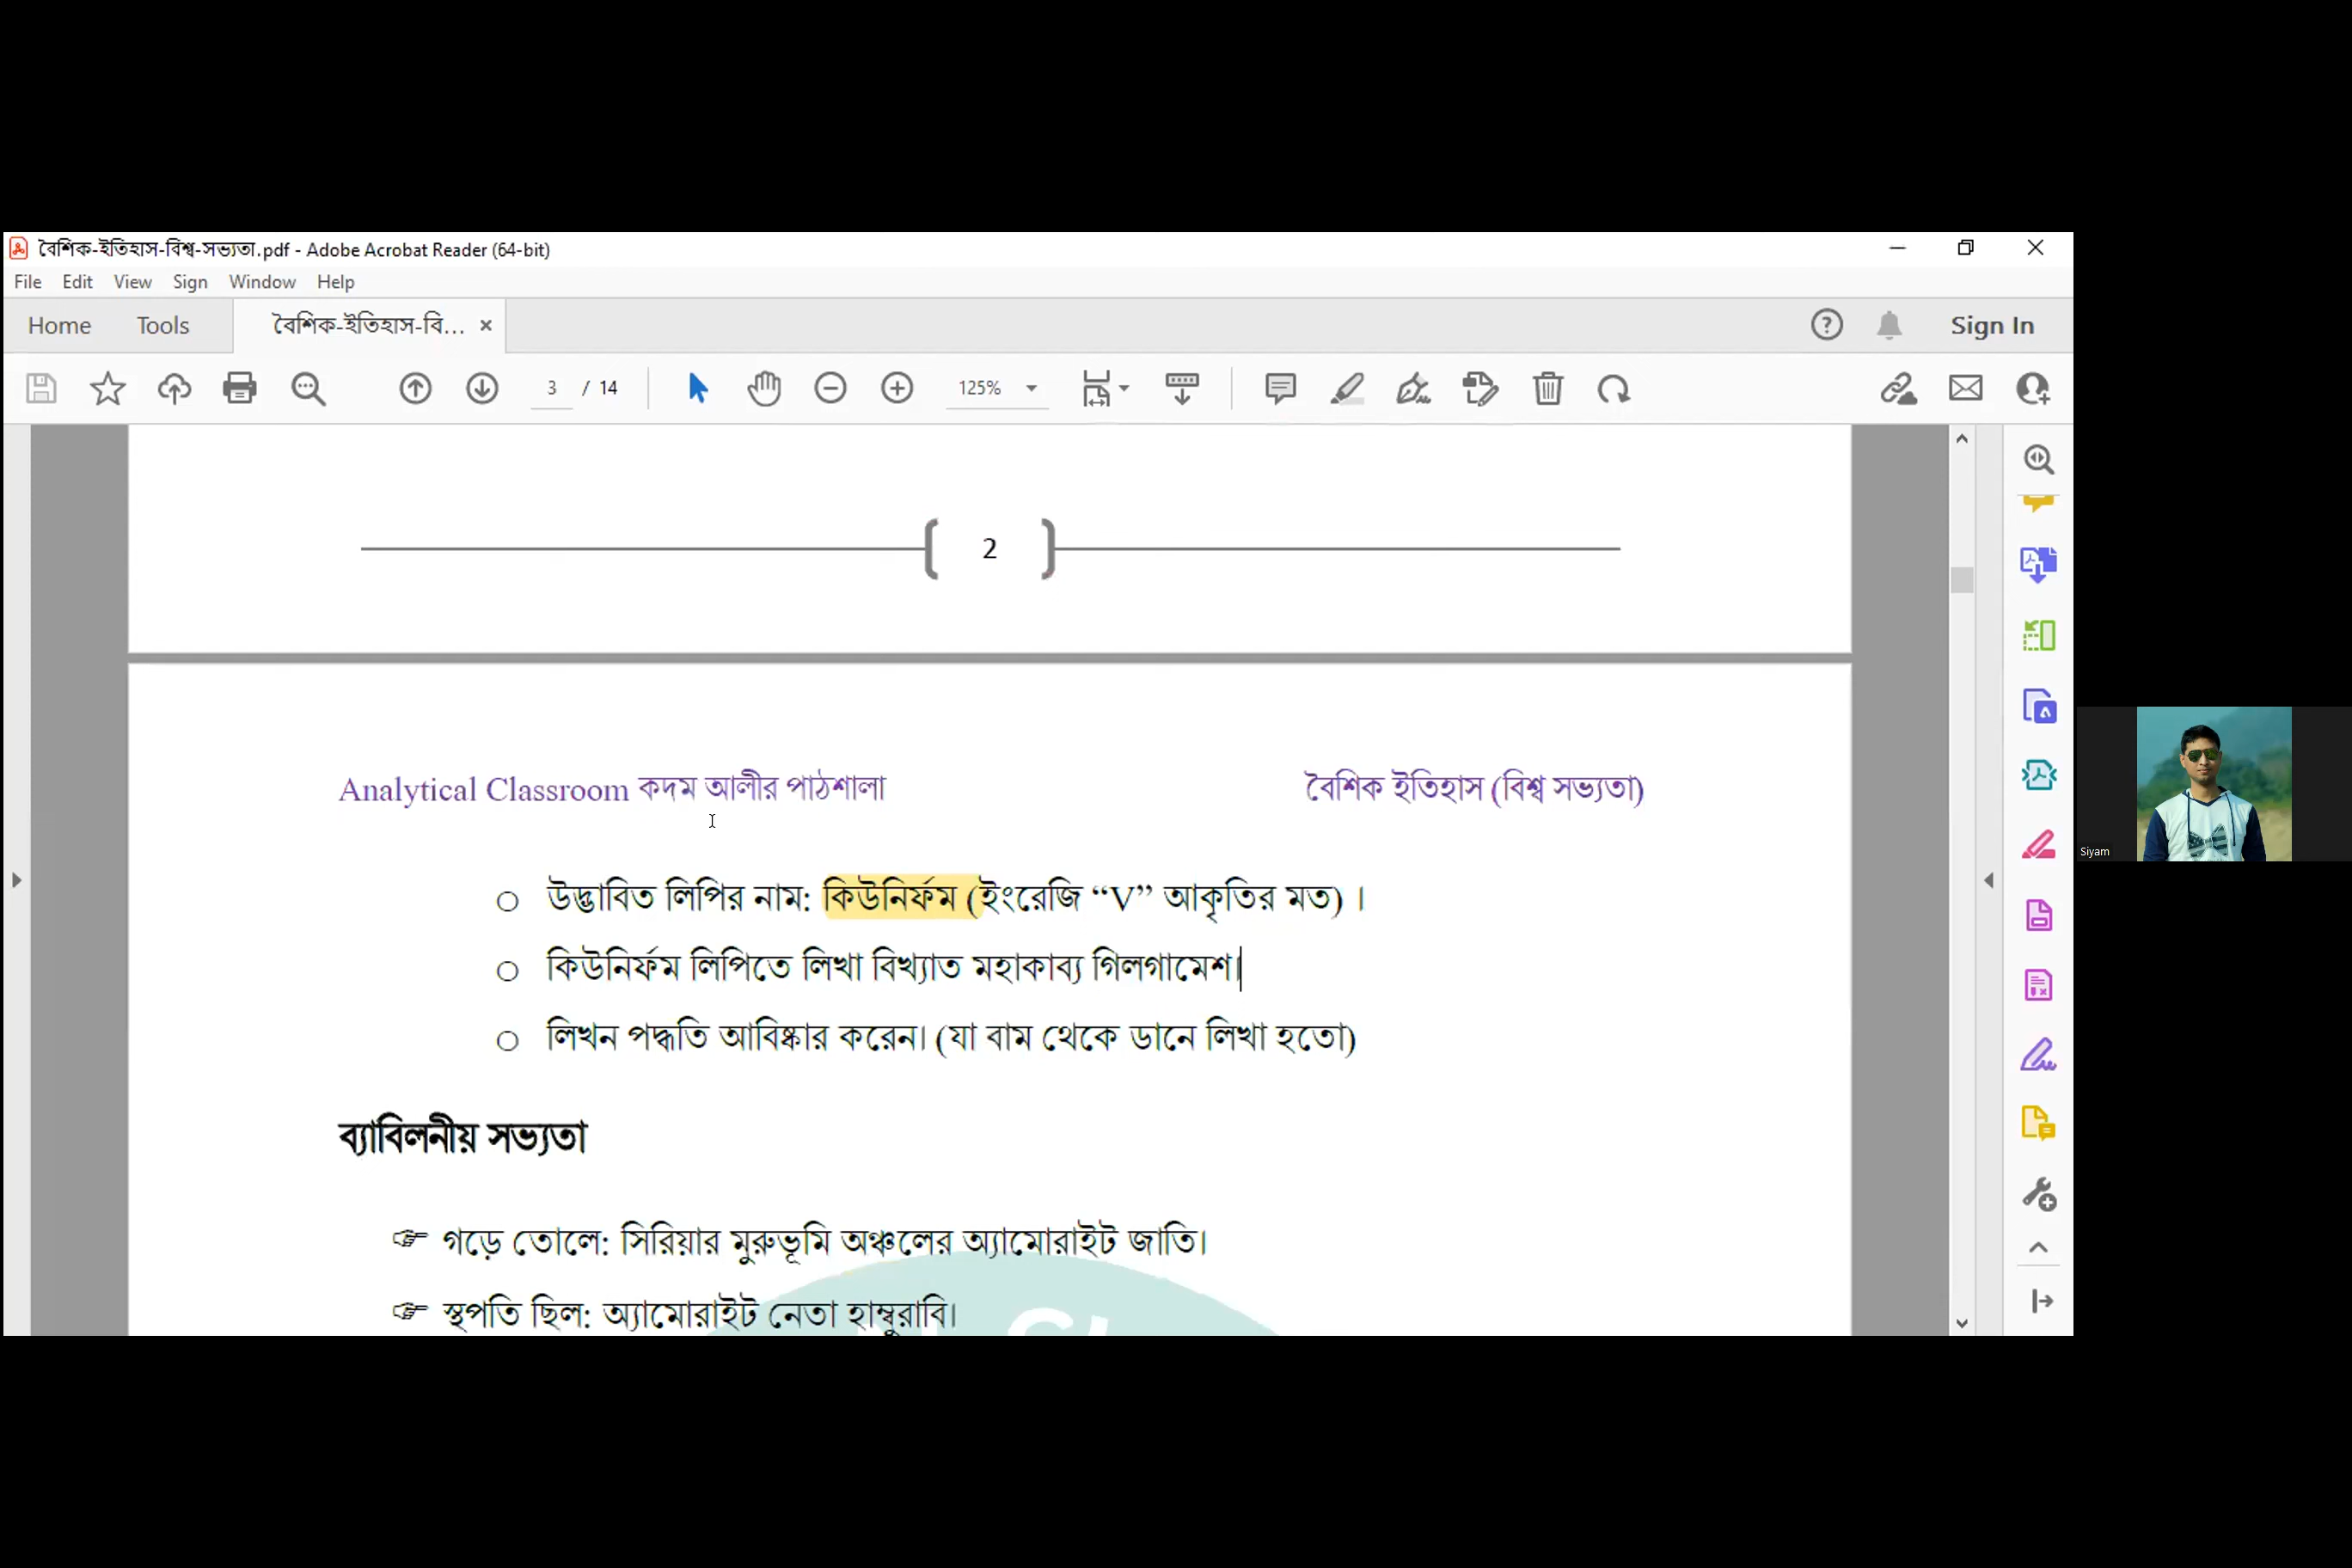 বৈশিক-ইতিহাস-বিশ্ব-সভ্যতা.pdf - Adobe Acrobat Reader (64-bit)
File Edit View Sign Window Help
Home Tools বৈশিক-ইতিহাস-বি... × Sign In
3 / 14 125%
2
Analytical Classroom কদম আলীর পাঠশালা বৈশিক ইতিহাস (বিশ্ব সভ্যতা)
○ উদ্ভাবিত লিপির নাম: কিউনির্ফম (ইংরেজি “V” আকৃতির মত) ।
○ কিউনির্ফম লিপিতে লিখা বিখ্যাত মহাকাব্য গিলগামেশ।
○ লিখন পদ্ধতি আবিষ্কার করেন। (যা বাম থেকে ডানে লিখা হতো)
ব্যাবিলনীয় সভ্যতা
☞ গড়ে তোলে: সিরিয়ার মুরুভূমি অঞ্চলের অ্যামোরাইট জাতি।
☞ স্থপতি ছিল: অ্যামোরাইট নেতা হাম্বুরাবি।
Siyam